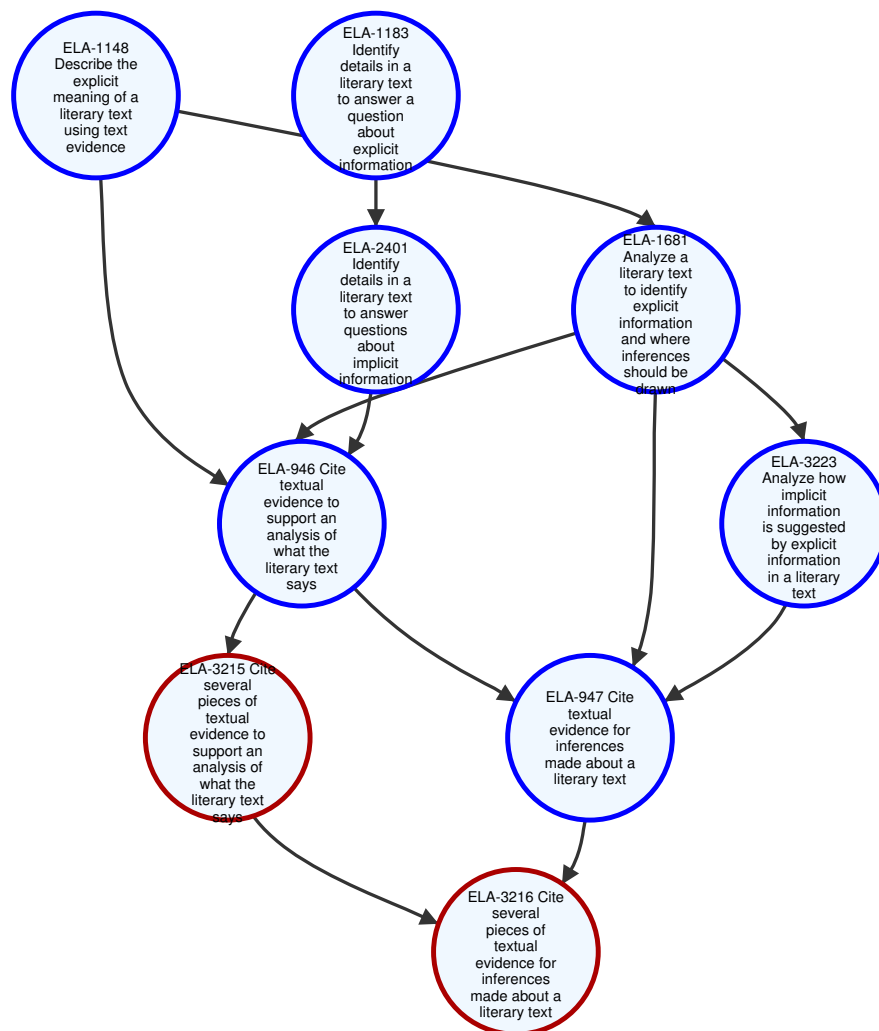 ELA-1148
Describe the
explicit
meaning of a
literary text
using text
evidence
ELA-1183
Identify
details in a
literary text
to answer a
question
about
explicit
information
ELA-2401
Identify
details in a
literary text
to answer
questions
about
implicit
information
ELA-1681
Analyze a
literary text
to identify
explicit
information
and where
inferences
should be
drawn
ELA-946 Cite
textual
evidence to
support an
analysis of
what the
literary text
says
ELA-3223
Analyze how
implicit
information
is suggested
by explicit
information
in a literary
text
ELA-3215 Cite
several
pieces of
textual
evidence to
support an
analysis of
what the
literary text
says
ELA-947 Cite
textual
evidence for
inferences
made about a
literary text
ELA-3216 Cite
several
pieces of
textual
evidence for
inferences
made about a
literary text